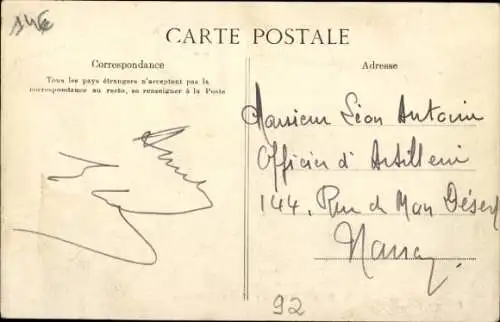 CARTE POSTALE
Correspondance
Tous les pays étrangers n'acceptent pas la
correspondance au recto, se renseigner à la Poste
Adresse
Monsieur Léon Antoine
Officier d'Artillerie
144, Rue de Mon Désert
Nancy.
92